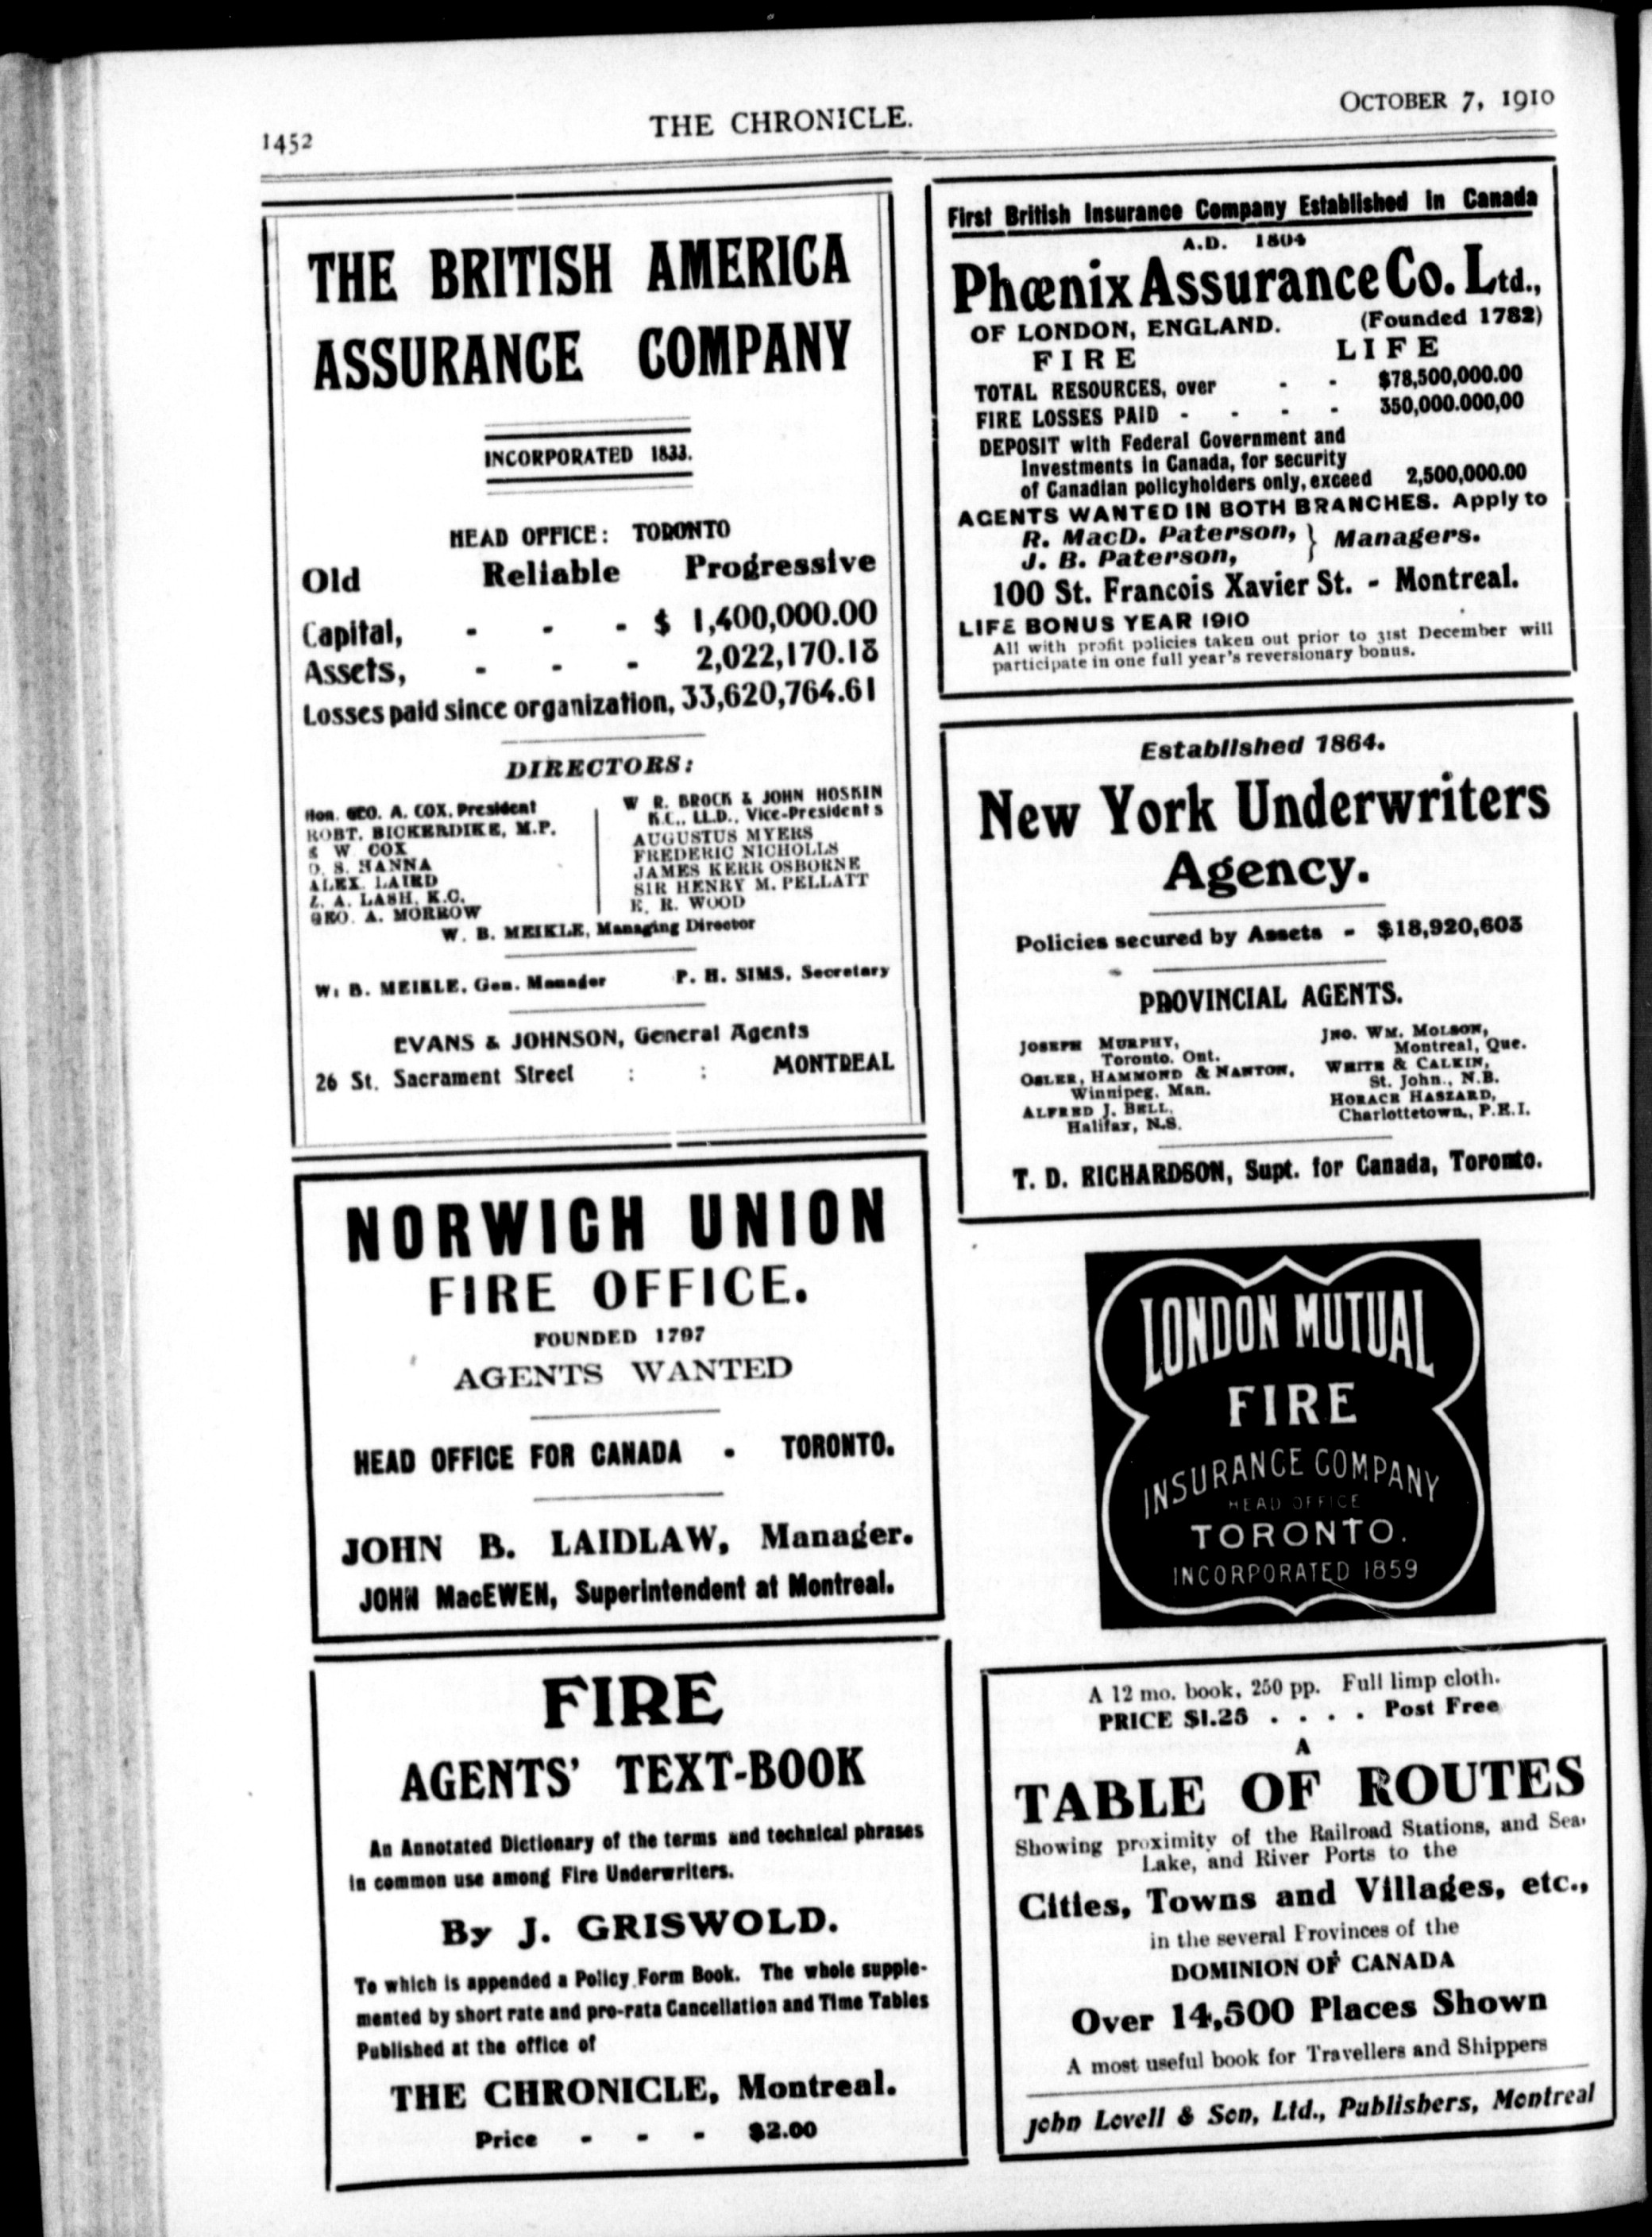 1452
THE CHRONICLE.
OCTOBER 7, 1910
THE BRITISH AMERICA
ASSURANCE COMPANY
INCORPORATED 1833.
HEAD OFFICE: TORONTO
Old Reliable Progressive
Capital, - - - $ 1,400,000.00
Assets, - - - 2,022,170.18
Losses paid since organization, 33,620,764.61
DIRECTORS:
Hon. GEO. A. COX, President
ROBT. BICKERDIKE, M.P.
E W COX
D. S. HANNA
ALEX. LAIRD
Z. A. LASH, K.C.
GEO. A. MORROW
W R. BROCK & JOHN HOSKIN
K.C., LL.D., Vice-Presidents
AUGUSTUS MYERS
FREDERIC NICHOLLS
JAMES KERR OSBORNE
SIR HENRY M. PELLATT
E. R. WOOD
W. B. MEIKLE, Managing Director
W. B. MEIKLE, Gen. Manager P. H. SIMS, Secretary
EVANS & JOHNSON, General Agents
26 St. Sacrament Street : : MONTREAL
NORWICH UNION
FIRE OFFICE.
FOUNDED 1797
AGENTS WANTED
HEAD OFFICE FOR CANADA - TORONTO.
JOHN B. LAIDLAW, Manager.
JOHN MacEWEN, Superintendent at Montreal.
FIRE
AGENTS' TEXT-BOOK
An Annotated Dictionary of the terms and technical phrases
in common use among Fire Underwriters.
By J. GRISWOLD.
To which is appended a Policy Form Book. The whole supple-
mented by short rate and pro-rata Cancellation and Time Tables
Published at the office of
THE CHRONICLE, Montreal.
Price - - - $2.00
First British Insurance Company Established in Canada
A.D. 1804
Phœnix Assurance Co. Ltd.,
OF LONDON, ENGLAND. (Founded 1782)
FIRE LIFE
TOTAL RESOURCES, over - - $78,500,000.00
FIRE LOSSES PAID - - - - 350,000.000,00
DEPOSIT with Federal Government and
Investments in Canada, for security
of Canadian policyholders only, exceed 2,500,000.00
AGENTS WANTED IN BOTH BRANCHES. Apply to
R. MacD. Paterson, } Managers.
J. B. Paterson,
100 St. Francois Xavier St. - Montreal.
LIFE BONUS YEAR 1910
All with profit policies taken out prior to 31st December will
participate in one full year's reversionary bonus.
Established 1864.
New York Underwriters
Agency.
Policies secured by Assets - $18,920,603
PROVINCIAL AGENTS.
JOSEPH MURPHY,
Toronto, Ont.
OSLER, HAMMOND & NANTON,
Winnipeg, Man.
ALFRED J. BELL,
Halifax, N.S.
JNO. WM. MOLSON,
Montreal, Que.
WHITE & CALKIN,
St. John., N.B.
HORACE HASZARD,
Charlottetown,, P.E.I.
T. D. RICHARDSON, Supt. for Canada, Toronto.
LONDON MUTUAL
FIRE
INSURANCE COMPANY
HEAD OFFICE
TORONTO.
INCORPORATED 1859
A 12 mo. book, 250 pp. Full limp cloth.
PRICE $1.25 . . . . Post Free
A
TABLE OF ROUTES
Showing proximity of the Railroad Stations, and Sea,
Lake, and River Ports to the
Cities, Towns and Villages, etc.,
in the several Provinces of the
DOMINION OF CANADA
Over 14,500 Places Shown
A most useful book for Travellers and Shippers
John Lovell & Son, Ltd., Publishers, Montreal